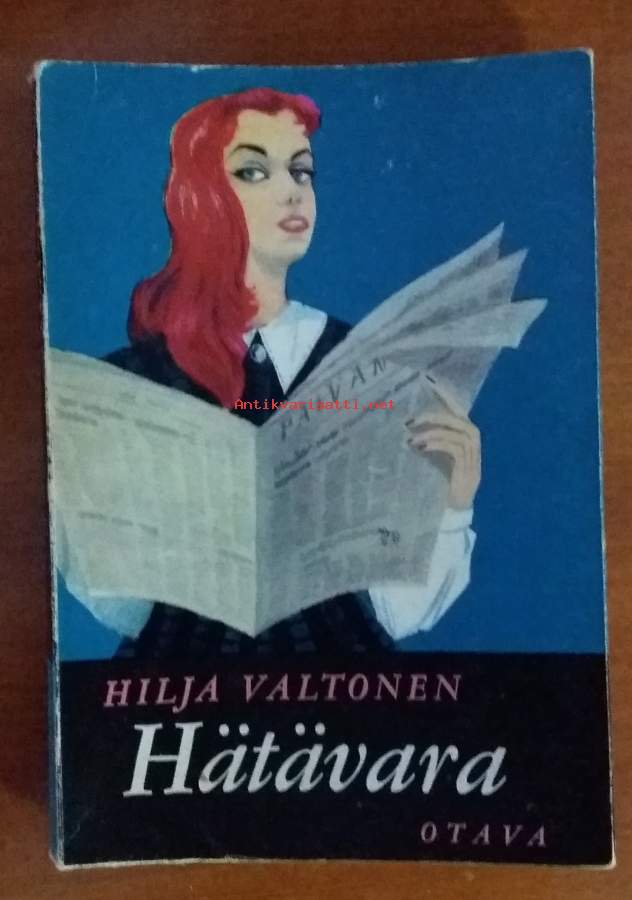 PÄIVÄN
Antikvariaatti.net
HILJA VALTONEN
Hätävara
OTAVA